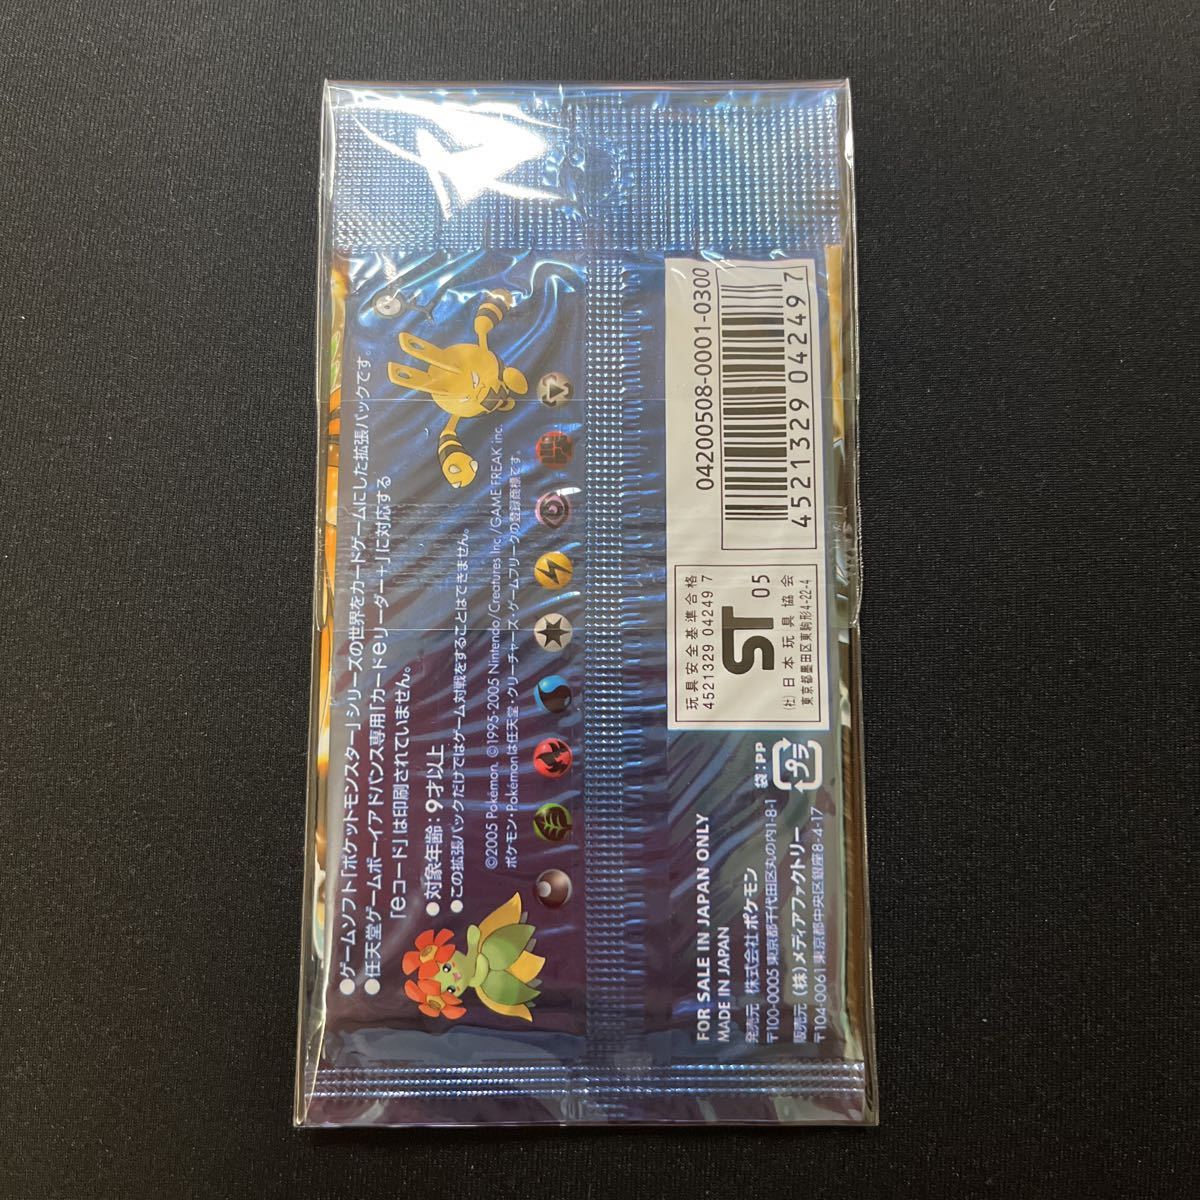 ●ゲームソフト「ポケットモンスター」シリーズの世界をカードゲームにした拡張パックです。
●任天堂ゲームボーイアドバンス専用「カードeリーダー+」に対応する
「eコード」は印刷されていません。
●対象年齢:9才以上
●この拡張パックだけではゲーム対戦をすることはできません。
©2005 Pokémon. ©1995-2005 Nintendo/Creatures Inc./GAME FREAK inc.
ポケモン・Pokémonは任天堂・クリーチャーズ・ゲームフリークの登録商標です。
04200508-0001-0300
4521329 042497
玩具安全基準合格
4521329 04249 7
ST 05
(社)日本玩具協会
東京都墨田区東駒形4-22-4
袋:PP
プラ
FOR SALE IN JAPAN ONLY
MADE IN JAPAN
発売元 株式会社ポケモン
〒100-0005 東京都千代田区丸の内1-8-1
販売元 (株)メディアファクトリー
〒104-0061 東京都中央区銀座8-4-17